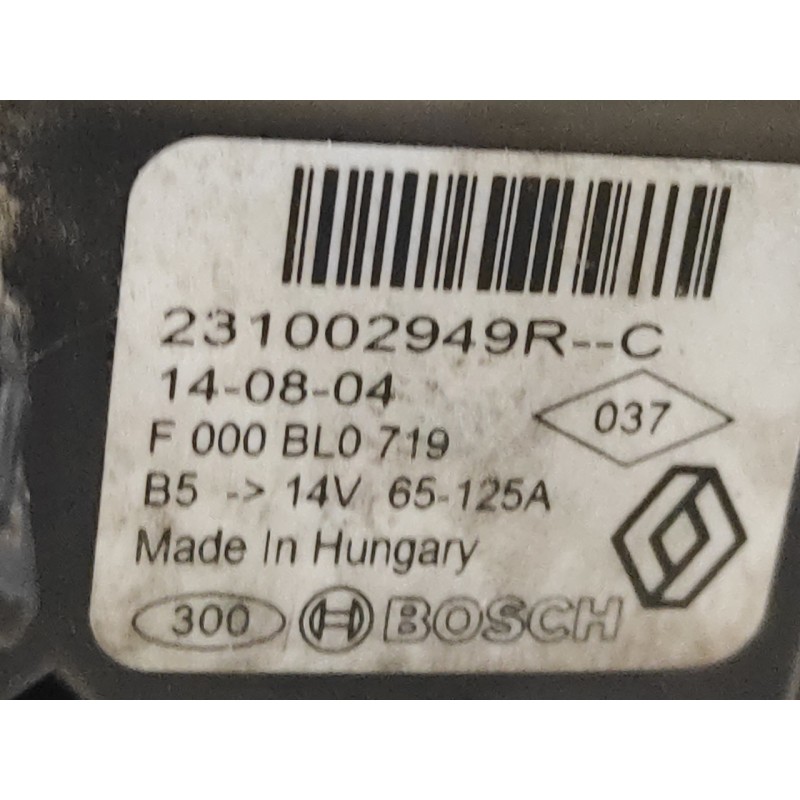 231002949R--C
14-08-04
037
F 000 BL0 719
B5 -> 14V 65-125A
Made In Hungary
300 BOSCH